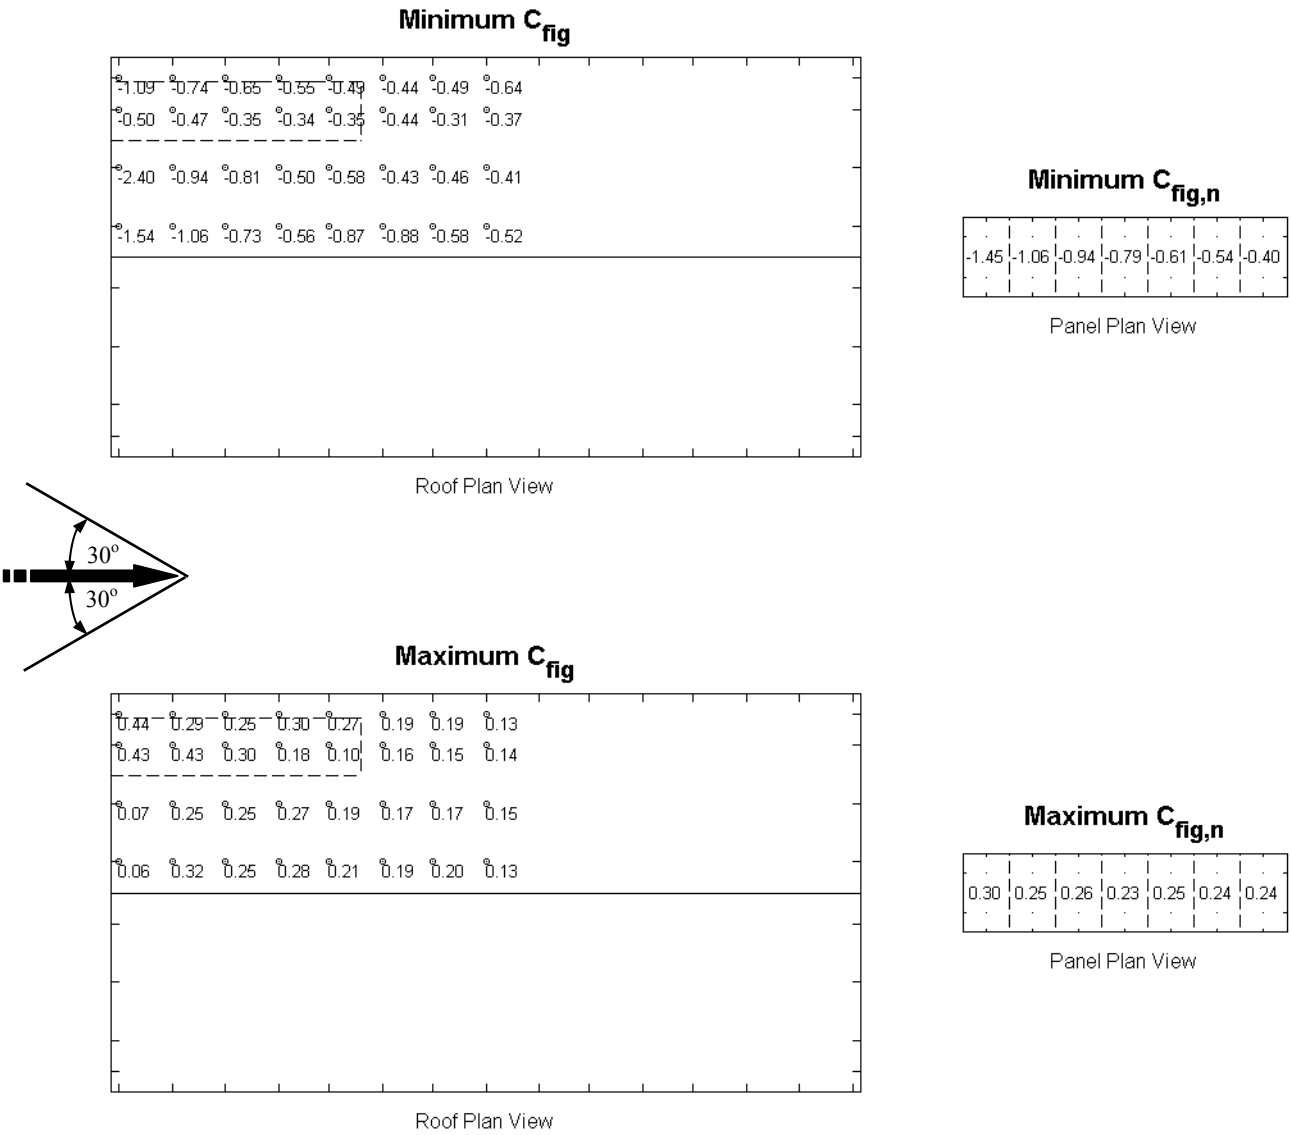 Minimum Cfig
-1.09 -0.74 -0.65 -0.55 -0.49 -0.44 -0.49 -0.64
-0.50 -0.47 -0.35 -0.34 -0.35 -0.44 -0.31 -0.37
-2.40 -0.94 -0.81 -0.50 -0.58 -0.43 -0.46 -0.41
-1.54 -1.06 -0.73 -0.56 -0.87 -0.88 -0.58 -0.52
Roof Plan View
Minimum Cfig,n
-1.45 -1.06 -0.94 -0.79 -0.61 -0.54 -0.40
Panel Plan View
30º
30º
Maximum Cfig
0.44 0.29 0.25 0.30 0.27 0.19 0.19 0.13
0.43 0.43 0.30 0.18 0.10 0.16 0.15 0.14
0.07 0.25 0.25 0.27 0.19 0.17 0.17 0.15
0.06 0.32 0.25 0.28 0.21 0.19 0.20 0.13
Roof Plan View
Maximum Cfig,n
0.30 0.25 0.26 0.23 0.25 0.24 0.24
Panel Plan View